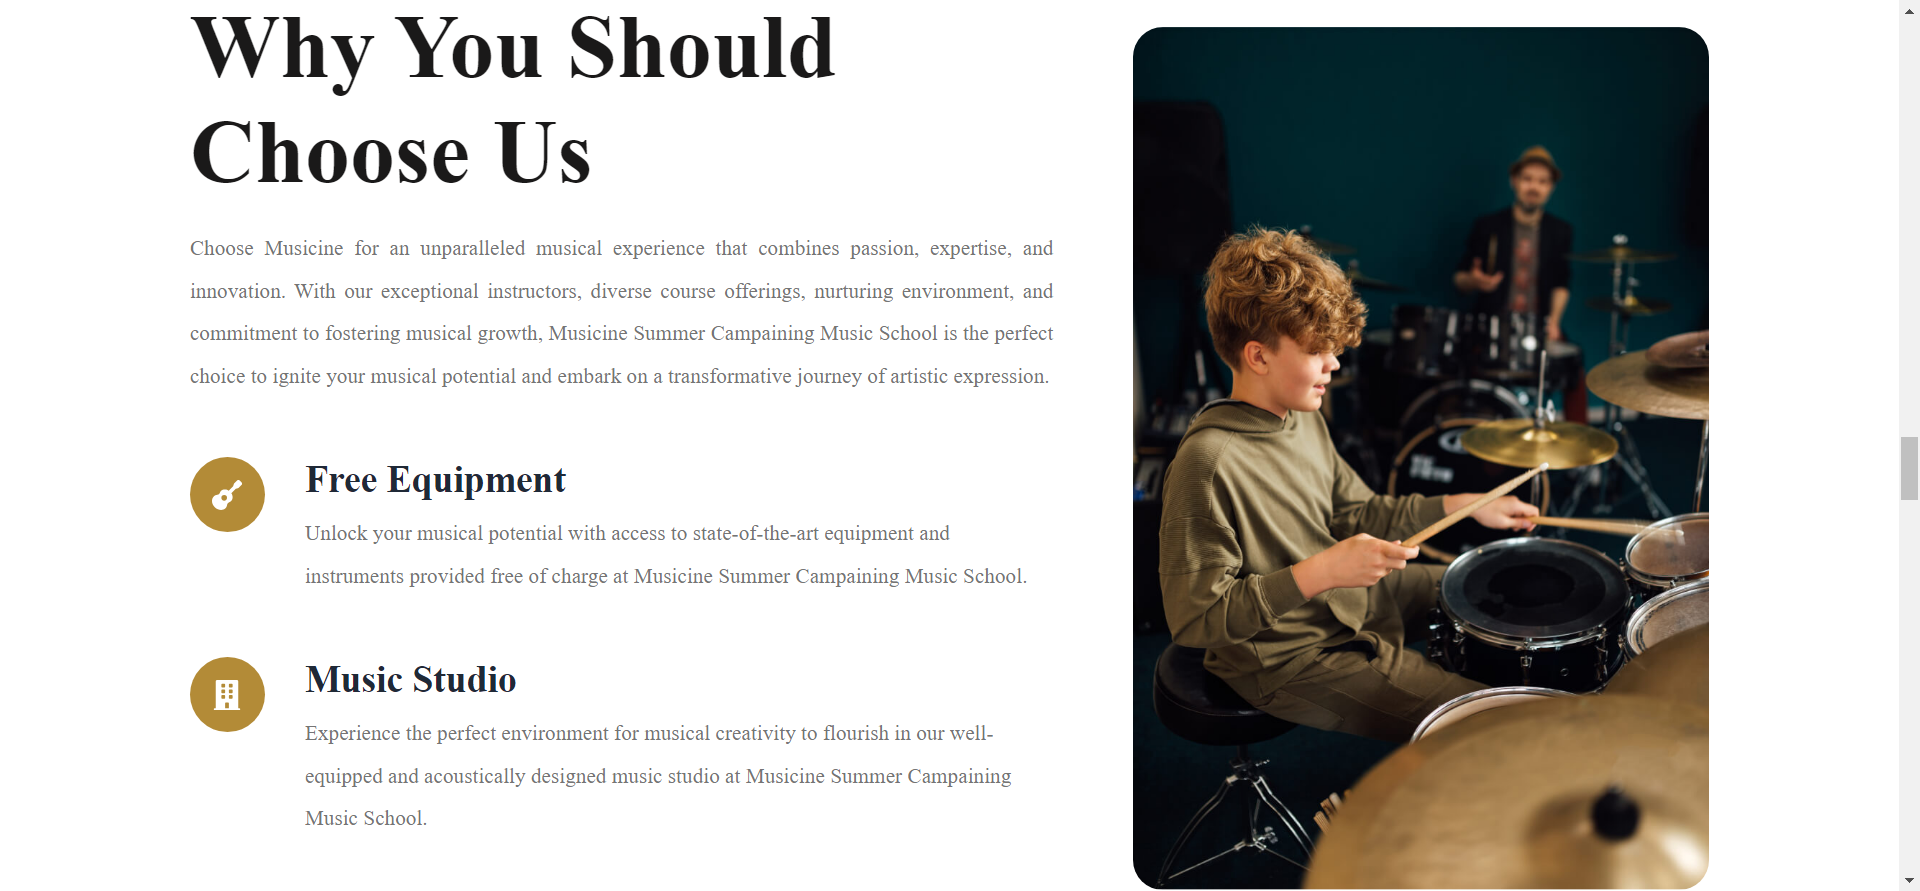 Why You Should
Choose Us
Choose Musicine for an unparalleled musical experience that combines passion, expertise, and
innovation. With our exceptional instructors, diverse course offerings, nurturing environment, and
commitment to fostering musical growth, Musicine Summer Campaining Music School is the perfect
choice to ignite your musical potential and embark on a transformative journey of artistic expression.
Free Equipment
Unlock your musical potential with access to state-of-the-art equipment and
instruments provided free of charge at Musicine Summer Campaining Music School.
Music Studio
Experience the perfect environment for musical creativity to flourish in our well-
equipped and acoustically designed music studio at Musicine Summer Campaining
Music School.